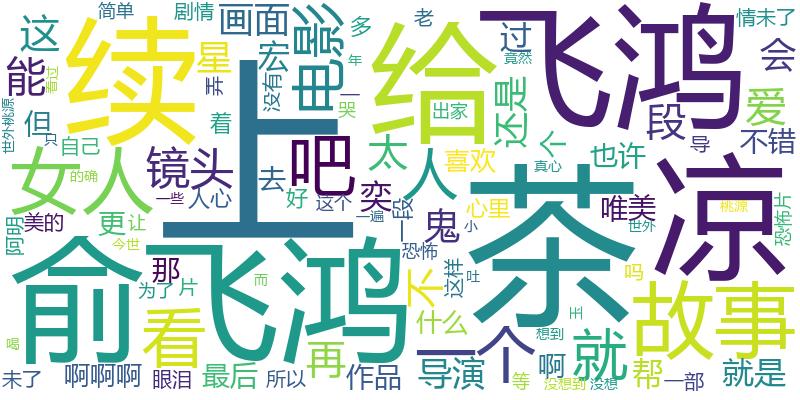 简单
剧情
画面
多
老
过
飞鸿
情未了
这
能
看过
续
星
宏
电影
给
竟然
会
弄
没有
年
一
哭
出家
还是
段
爱
世外桃源
但
只
自己
着
上
吧
太
个
不错
导
女人
的确
镜头
一些
人心
去
好
这个
奕
人
喜欢
真心
也许
凉
美的
更
让
一遍
一段
鬼
心里
小
茶
唯美
世外
桃源
恐怖片
阿明
今世
那
恐怖
不
这样
吐
俞飞鸿
为了
片
而
看
再
什么
一个
就
吗
玉
故事
喝
想到
未了
啊啊啊
眼泪
最后
所以
作品
导演
等
啊
没想到
没想
帮
一部
就是